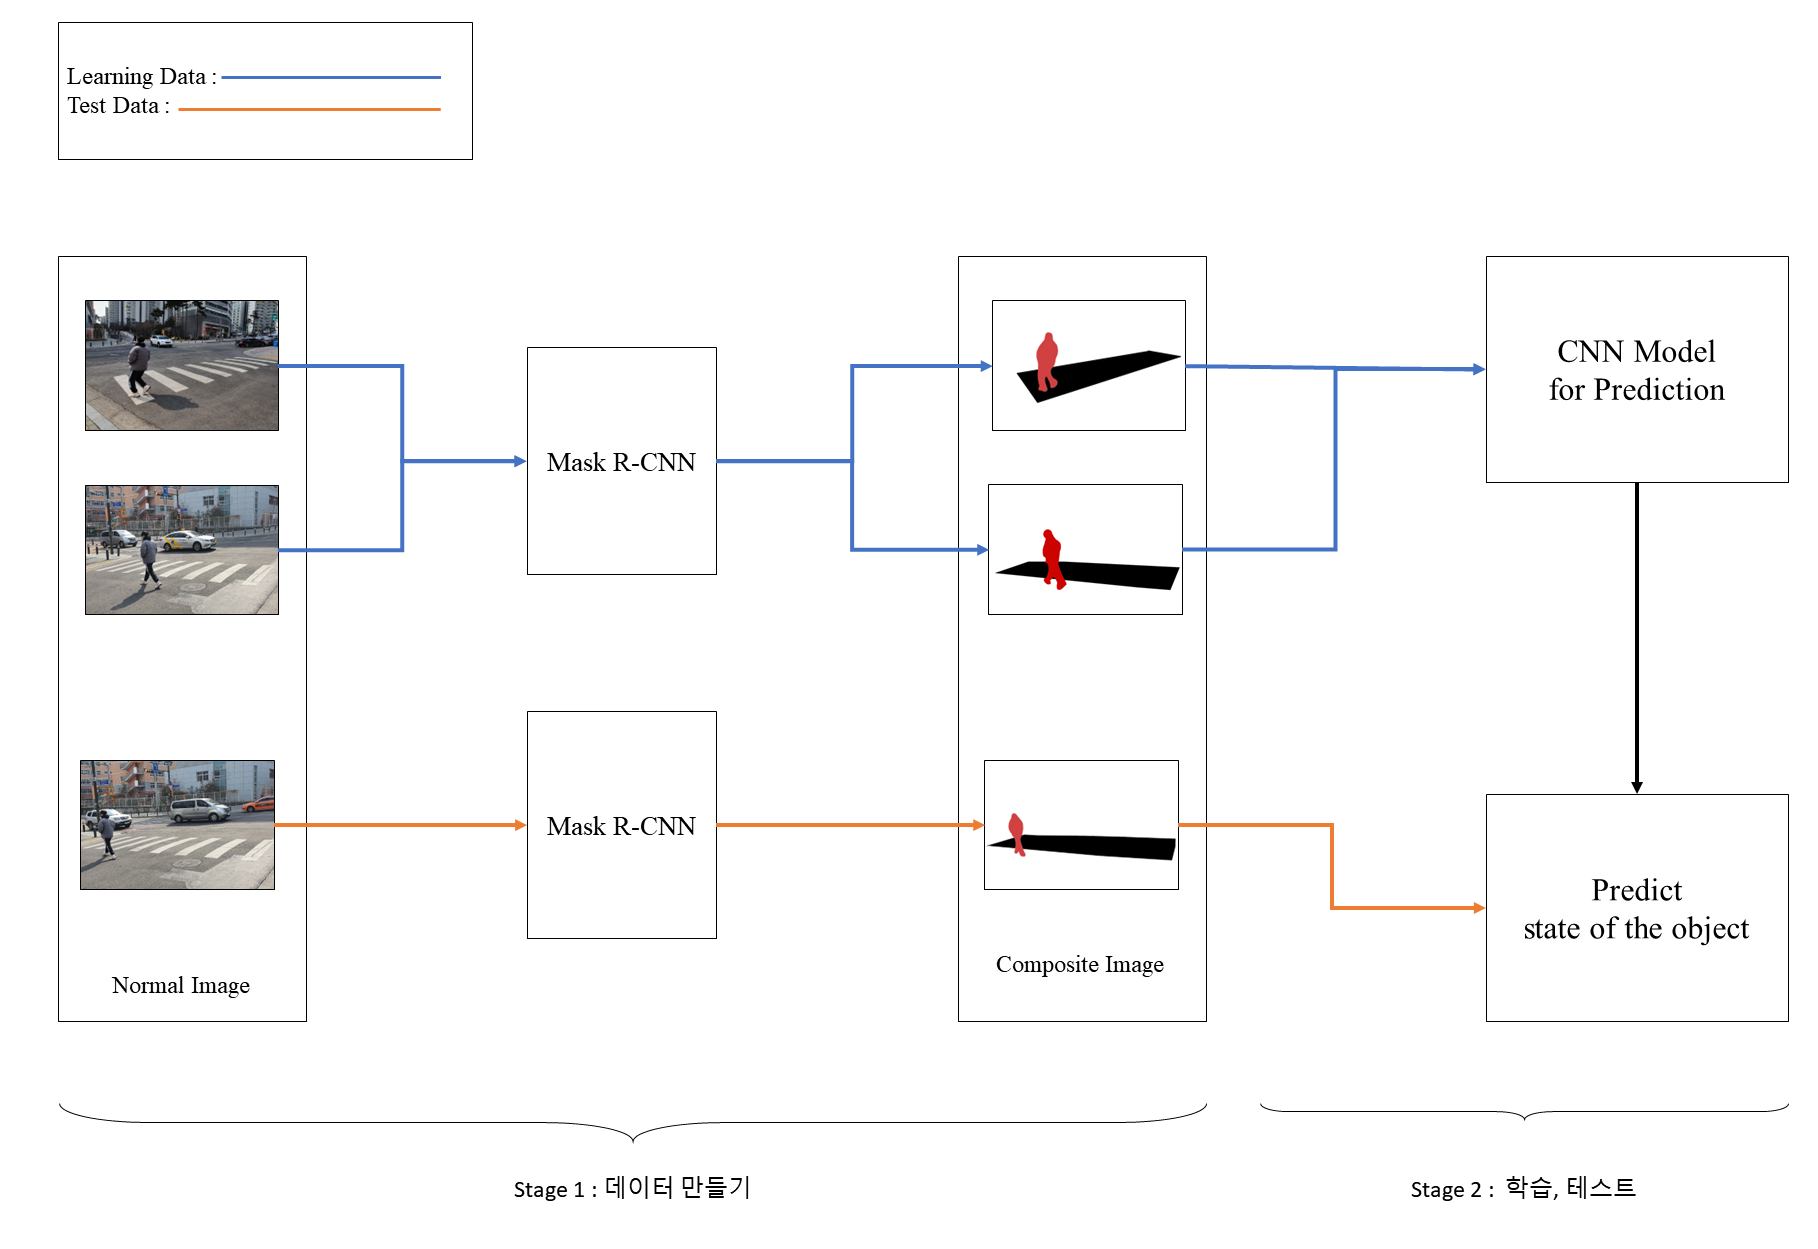 Learning Data :
Test Data :
CNN Model
for Prediction
Mask R-CNN
Mask R-CNN
Predict
state of the object
Normal Image
Composite Image
Stage 1 : 데이터 만들기
Stage 2 : 학습, 테스트